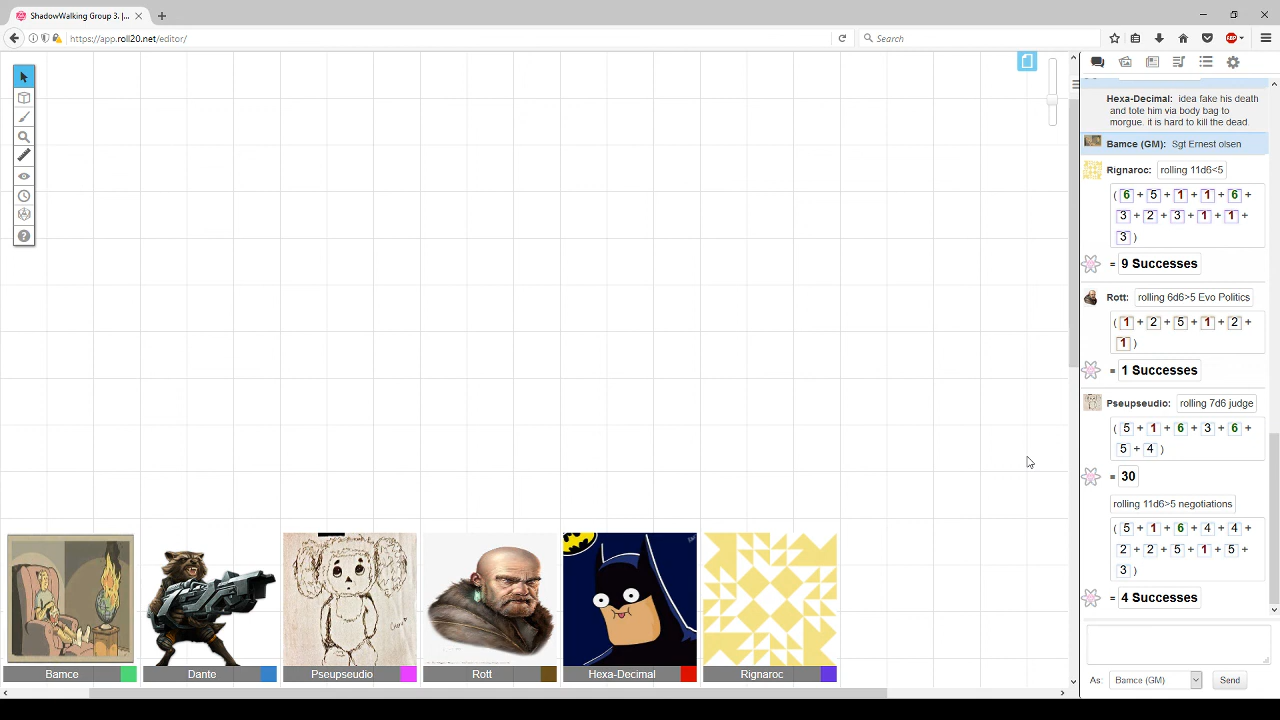 ShadowWalking Group 3. |...
https://app.roll20.net/editor/
Search
ABP
Hexa-Decimal: idea fake his death
and tote him via body bag to
morgue. it is hard to kill the dead.
Bamce (GM): Sgt Ernest olsen
Rignaroc: rolling 11d6<5
( 6 + 5 + 1 + 1 + 6 +
3 + 2 + 3 + 1 + 1 +
3 )
= 9 Successes
Rott: rolling 6d6>5 Evo Politics
( 1 + 2 + 5 + 1 + 2 +
1 )
= 1 Successes
Pseupseudio: rolling 7d6 judge
( 5 + 1 + 6 + 3 + 6 +
5 + 4 )
= 30
rolling 11d6>5 negotiations
( 5 + 1 + 6 + 4 + 4 +
2 + 2 + 5 + 1 + 5 +
3 )
= 4 Successes
Bamce
Dante
Pseupseudio
Rott
Hexa-Decimal
Rignaroc
As: Bamce (GM) Send